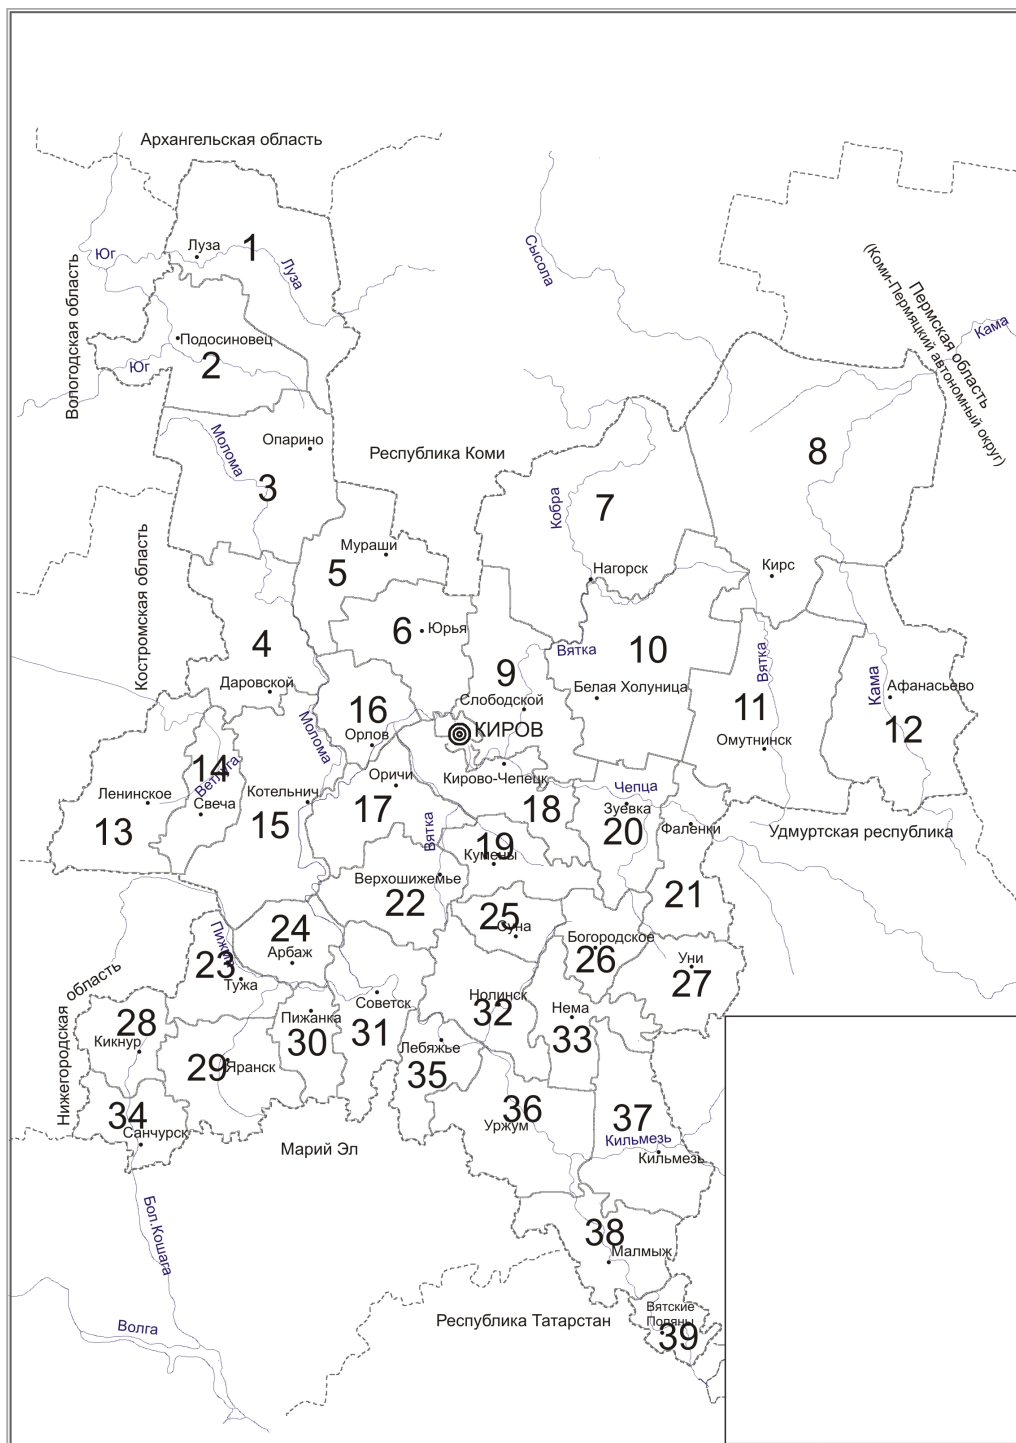 Архангельская область
Юг
Луза
1
Луза
Сысола
Вологодская область
Подосиновец
Юг
2
Пермская область
(Коми-Пермяцкий автономный округ)
Кама
Молома
Опарино
3
Республика Коми
8
Кобра
7
Костромская область
Мураши
5
Нагорск
Кирс
4
6
Юрья
Вятка
10
Вятка
Даровской
9
Слободской
Белая Холуница
11
Кама
Афанасьево
12
Молома
16
Орлов
КИРОВ
Омутнинск
14
Ветлуга
Ленинское
Свеча
13
Котельнич
15
Оричи
17
Кирово-Чепецк
18
Чепца
Зуевка
20
Фаленки
Удмуртская республика
Вятка
19
Кумены
Верхошижемье
22
21
25
Суна
24
Арбаж
Пижма
23
Тужа
Богородское
26
Уни
27
Нижегородская область
28
Кикнур
Пижанка
30
Советск
31
Нолинск
32
Нема
33
29
Яранск
Лебяжье
35
34
Санчурск
36
Уржум
37
Кильмезь
Кильмезь
Марий Эл
Бол.Кошага
38
Малмыж
Волга
Республика Татарстан
Вятские
Поляны
39